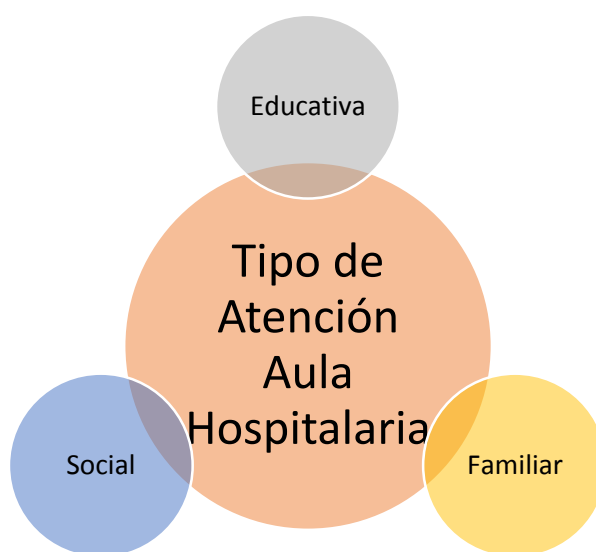 Educativa
Tipo de
Atención
Aula
Hospitalaria
Social
Familiar